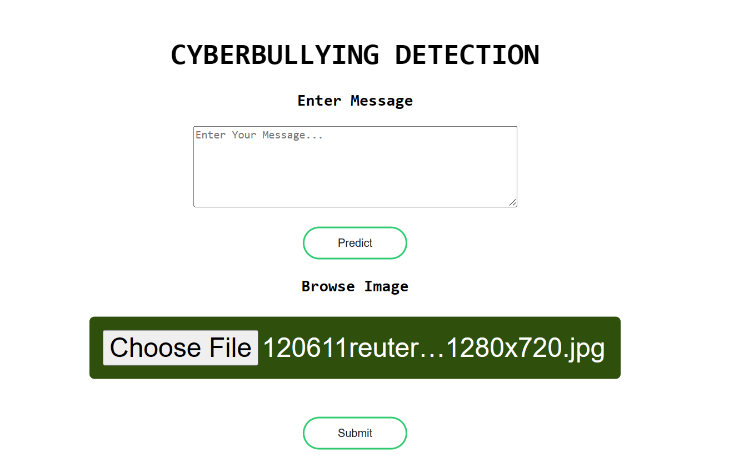 CYBERBULLYING DETECTION
Enter Message
Enter Your Message...
Predict
Browse Image
Choose File 120611reuter…1280x720.jpg
Submit